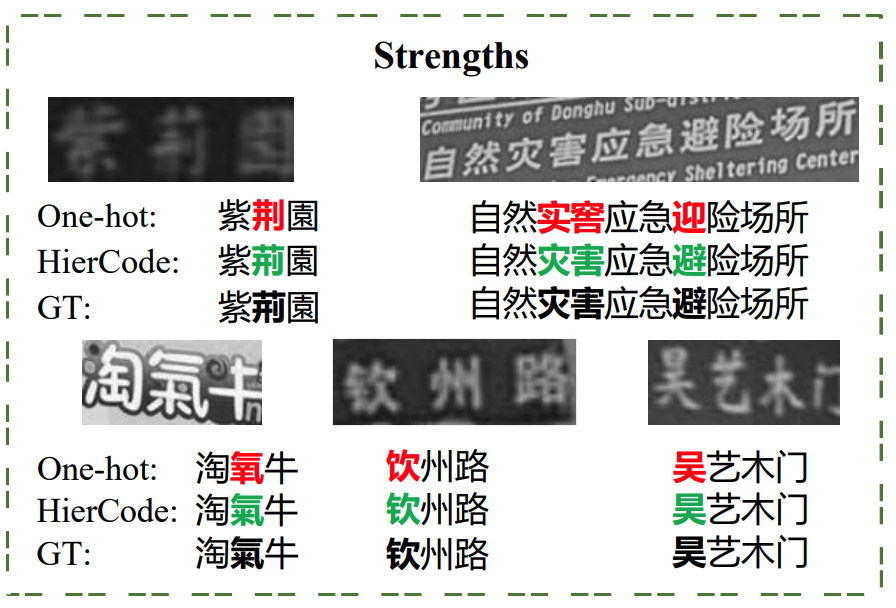 Strengths
紫荊園
Community of Donghu Sub-district
自然灾害应急避险场所
Emergency Sheltering Center
One-hot: 紫荆園 自然实窖应急迎险场所
HierCode: 紫荊園 自然灾害应急避险场所
GT: 紫荊園 自然灾害应急避险场所
淘氣牛 钦州路 昊艺木门
One-hot: 淘氧牛 饮州路 吴艺木门
HierCode: 淘氣牛 钦州路 昊艺木门
GT: 淘氣牛 钦州路 昊艺木门